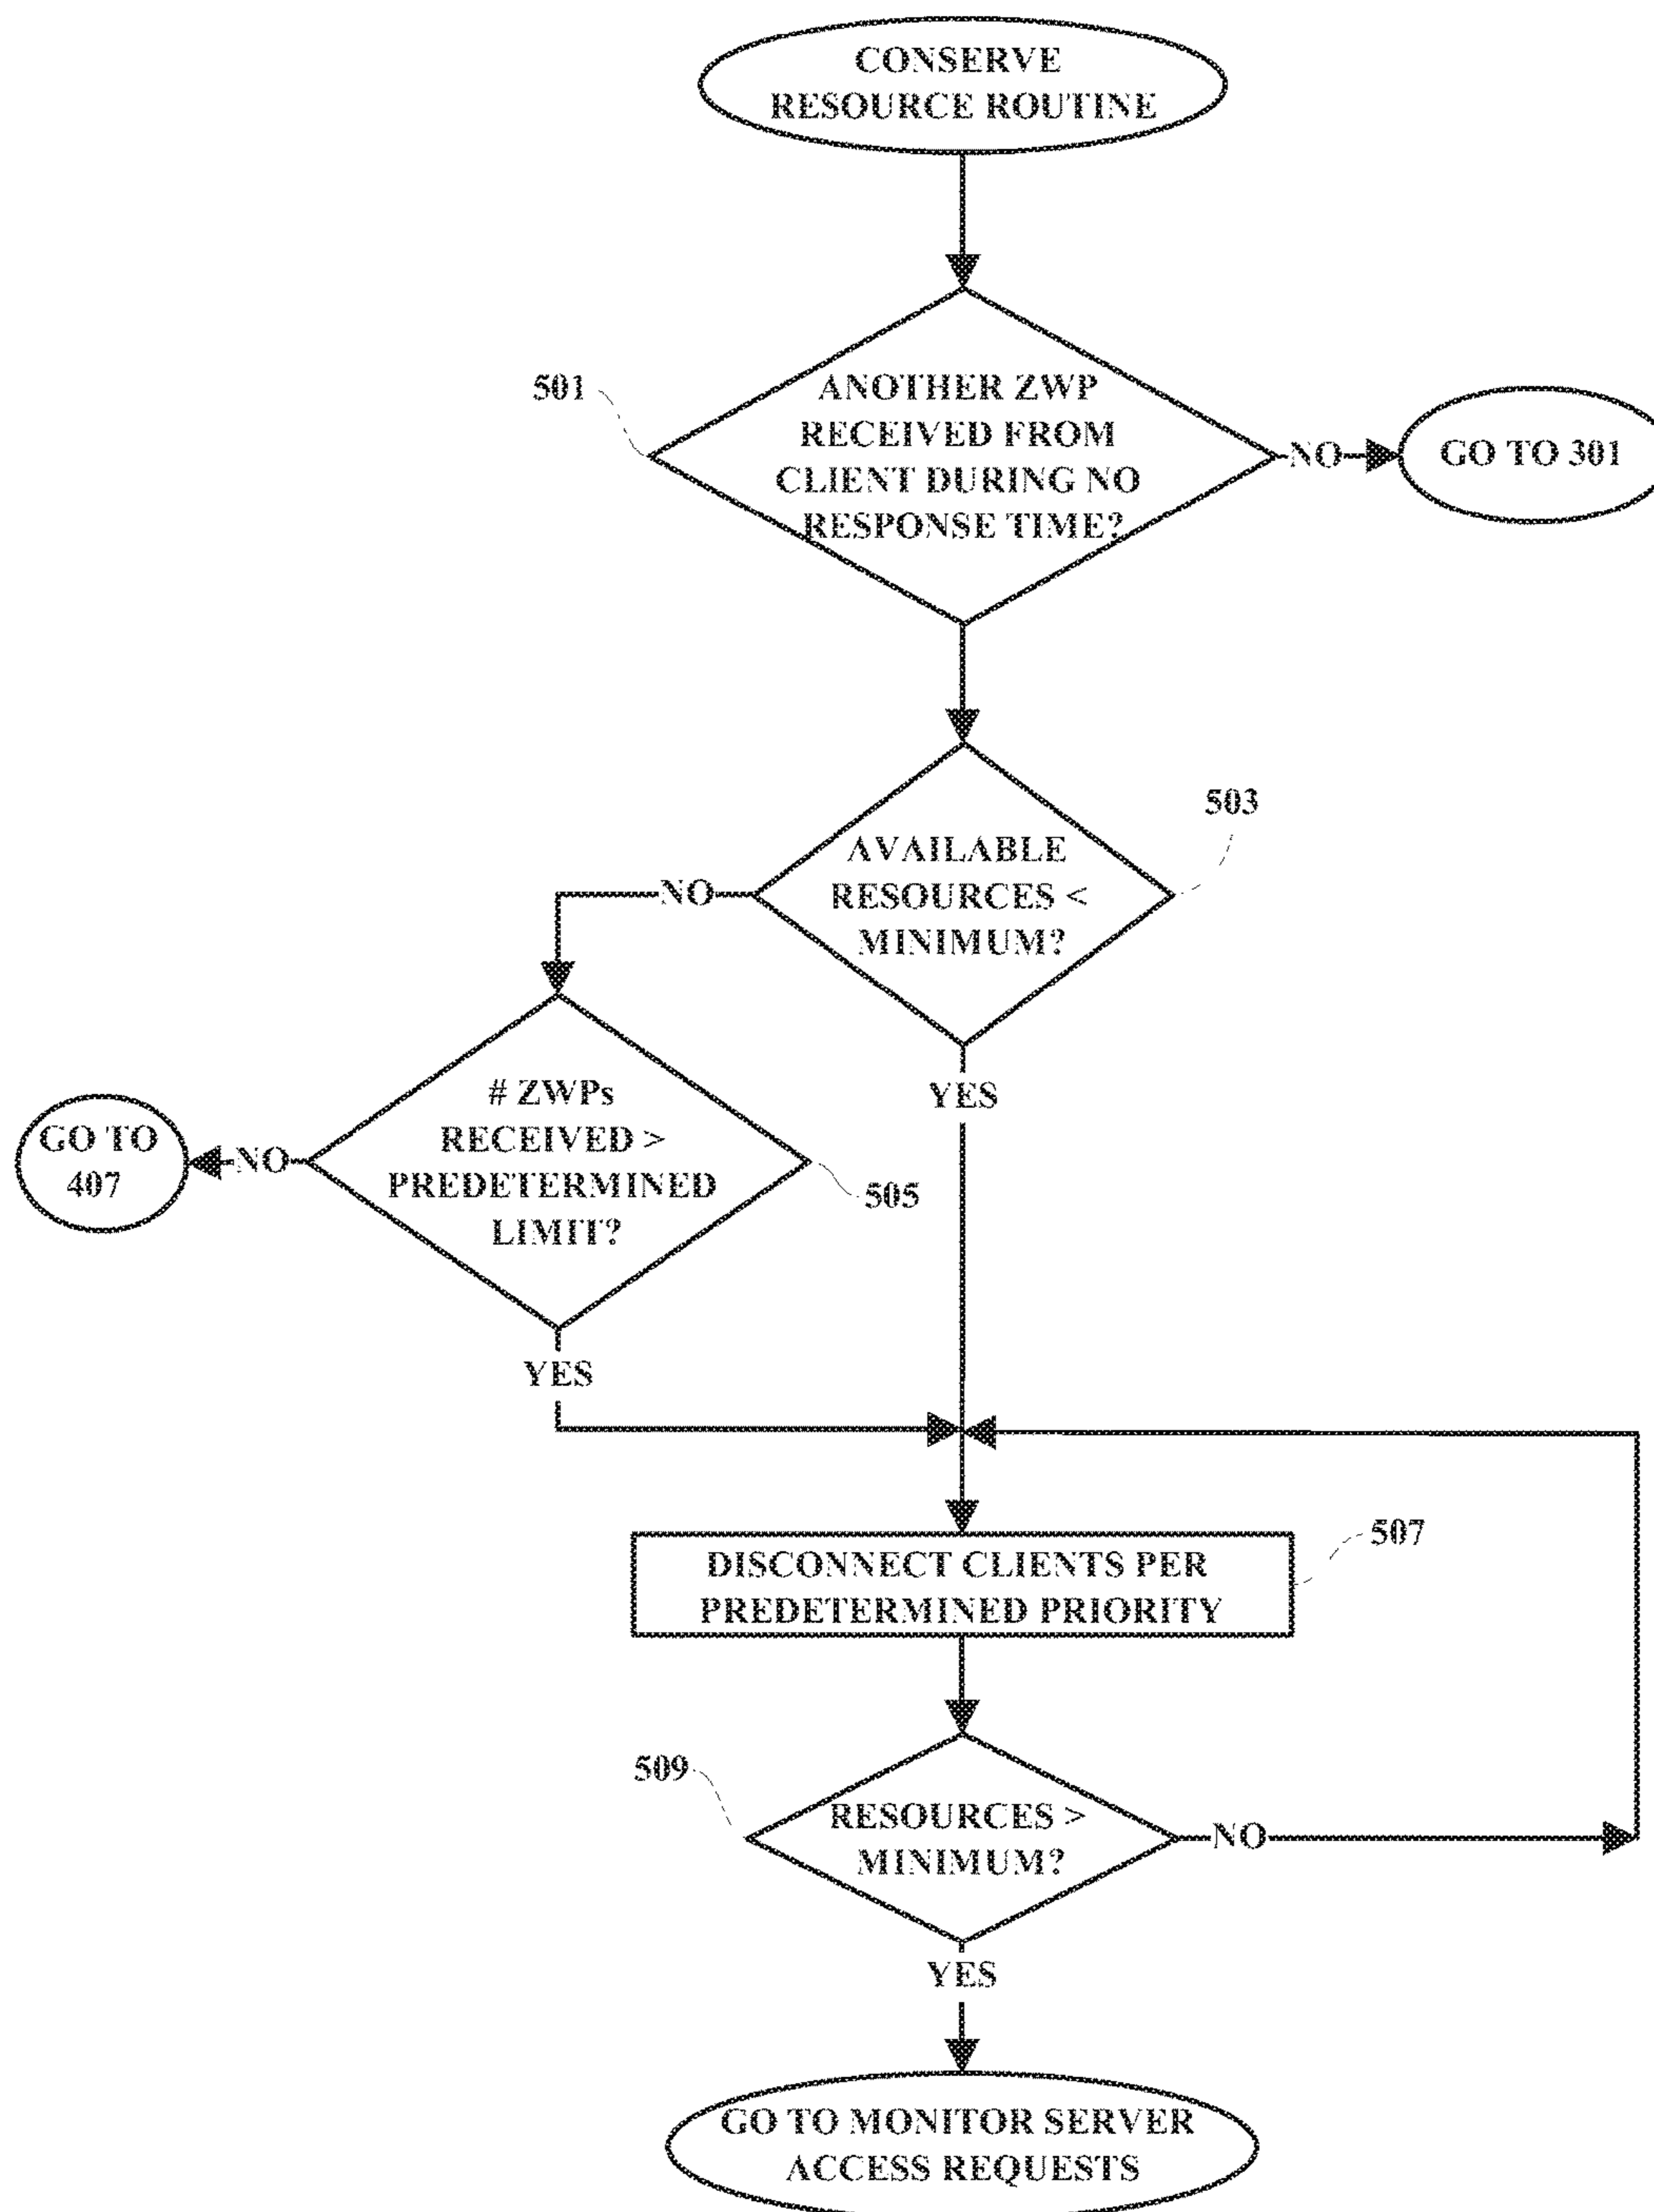 CONSERVE
RESOURCE ROUTINE
501
ANOTHER ZWP
RECEIVED FROM
CLIENT DURING NO
RESPONSE TIME?
NO
GO TO 301
503
AVAILABLE
RESOURCES <
MINIMUM?
NO
YES
# ZWPs
RECEIVED >
PREDETERMINED
LIMIT?
GO TO
407
NO
505
YES
507
DISCONNECT CLIENTS PER
PREDETERMINED PRIORITY
509
RESOURCES >
MINIMUM?
NO
YES
GO TO MONITOR SERVER
ACCESS REQUESTS